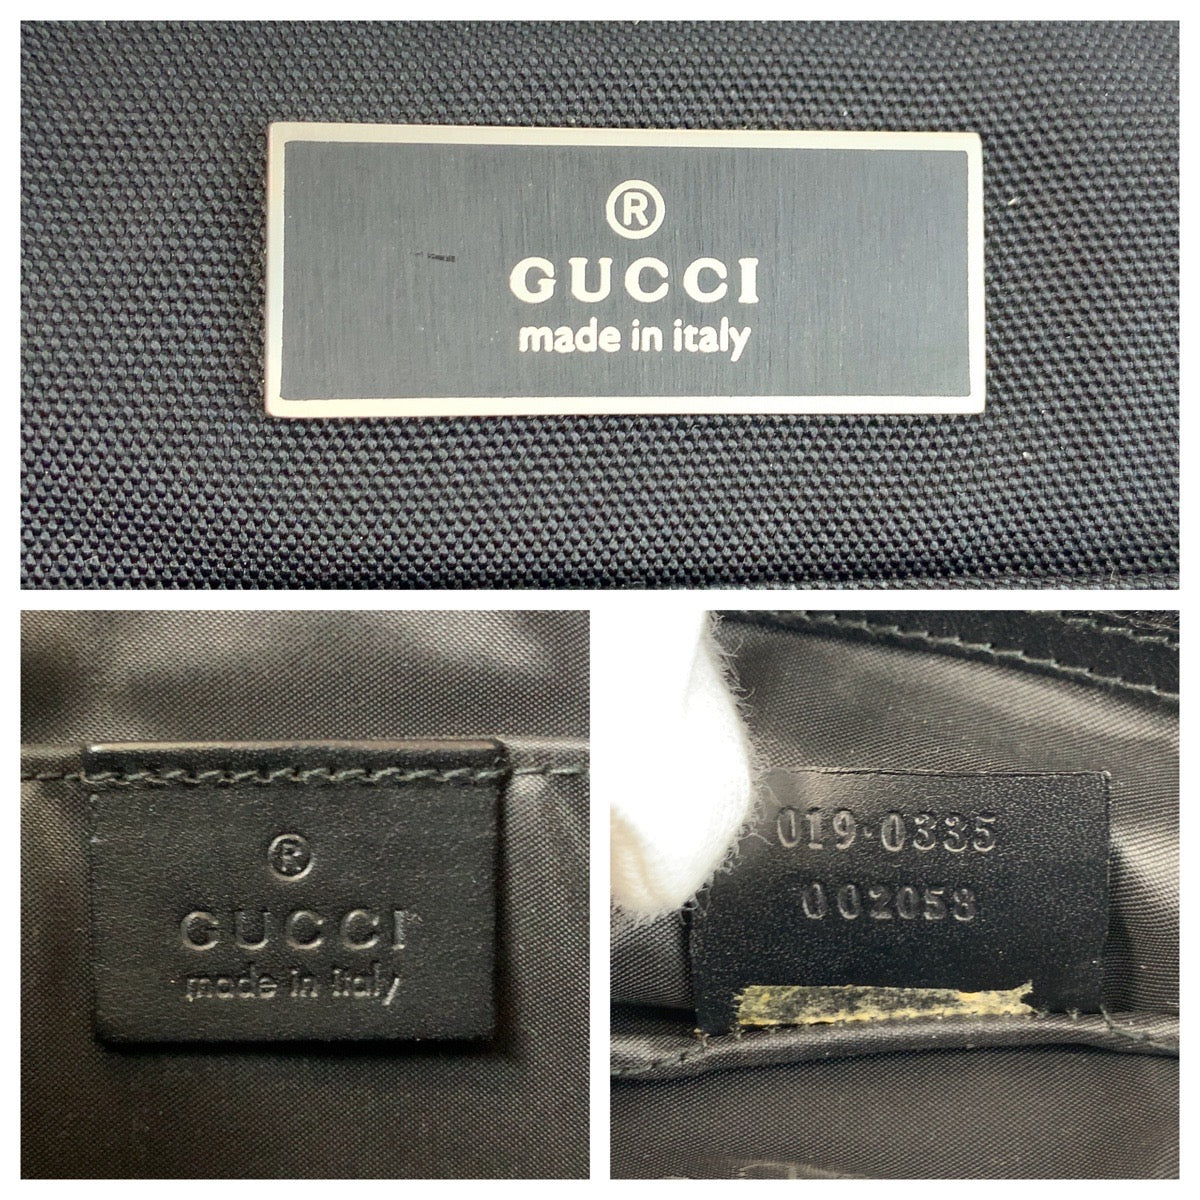 ®
GUCCI
made in italy
®
GUCCI
made in italy
019·0335
002058